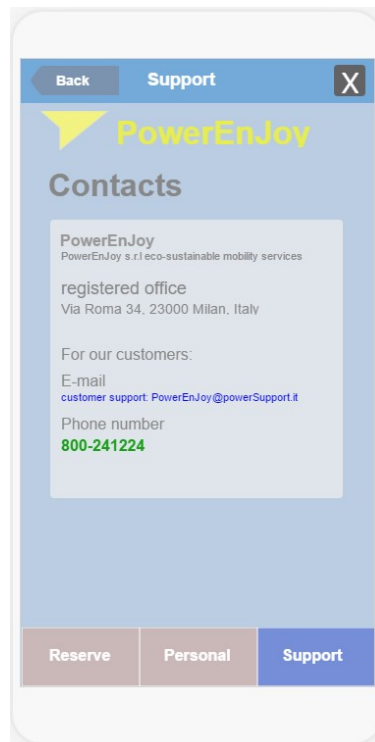 Back
Support
X
PowerEnJoy
Contacts
PowerEnJoy
PowerEnJoy s.r.l eco-sustainable mobility services
registered office
Via Roma 34, 23000 Milan, Italy
For our customers:
E-mail
customer support: PowerEnJoy@powerSupport.it
Phone number
800-241224
Reserve
Personal
Support